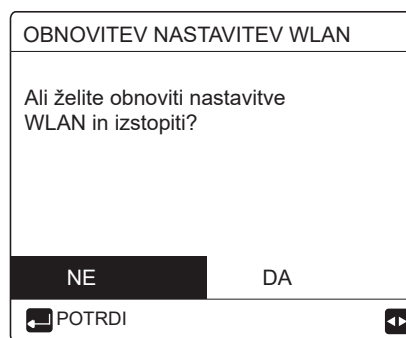 OBNOVITEV NASTAVITEV WLAN
Ali želite obnoviti nastavitve
WLAN in izstopiti?
NE DA
POTRDI